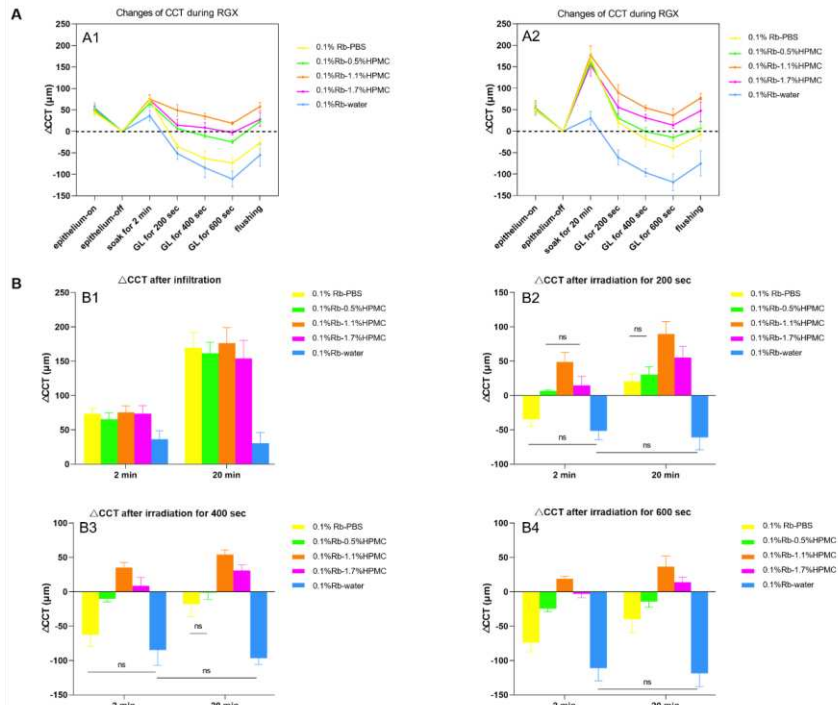 A
Changes of CCT during RGX
A1
ΔCCT (μm)
250
200
150
100
50
0
-50
-100
-150
epithelium-on
epithelium-off
soak for 2 min
GL for 200 sec
GL for 400 sec
GL for 600 sec
flushing
0.1% Rb-PBS
0.1%Rb-0.5%HPMC
0.1%Rb-1.1%HPMC
0.1%Rb-1.7%HPMC
0.1%Rb-water
Changes of CCT during RGX
A2
ΔCCT (μm)
250
200
150
100
50
0
-50
-100
-150
epithelium-on
epithelium-off
soak for 20 min
GL for 200 sec
GL for 400 sec
GL for 600 sec
flushing
0.1% Rb-PBS
0.1%Rb-0.5%HPMC
0.1%Rb-1.1%HPMC
0.1%Rb-1.7%HPMC
0.1%Rb-water
B
△CCT after infiltration
B1
ΔCCT (μm)
250
200
150
100
50
0
2 min
20 min
0.1% Rb-PBS
0.1%Rb-0.5%HPMC
0.1%Rb-1.1%HPMC
0.1%Rb-1.7%HPMC
0.1%Rb-water
△CCT after irradiation for 200 sec
B2
ΔCCT (μm)
150
100
50
0
-50
-100
ns
ns
ns
ns
2 min
20 min
0.1% Rb-PBS
0.1%Rb-0.5%HPMC
0.1%Rb-1.1%HPMC
0.1%Rb-1.7%HPMC
0.1%Rb-water
△CCT after irradiation for 400 sec
B3
ΔCCT (μm)
100
50
0
-50
-100
-150
ns
ns
ns
2 min
20 min
0.1% Rb-PBS
0.1%Rb-0.5%HPMC
0.1%Rb-1.1%HPMC
0.1%Rb-1.7%HPMC
0.1%Rb-water
△CCT after irradiation for 600 sec
B4
ΔCCT (μm)
100
50
0
-50
-100
-150
ns
2 min
20 min
0.1% Rb-PBS
0.1%Rb-0.5%HPMC
0.1%Rb-1.1%HPMC
0.1%Rb-1.7%HPMC
0.1%Rb-water